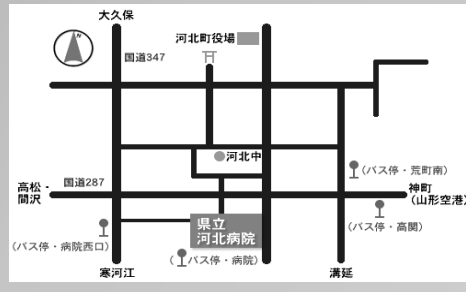 大久保
N
河北町役場
国道347
河北中
(バス停・荒町南)
高松・
間沢
国道287
神町
(山形空港)
県立
河北病院
(バス停・高関)
(バス停・病院西口)
(バス停・病院)
寒河江
溝延